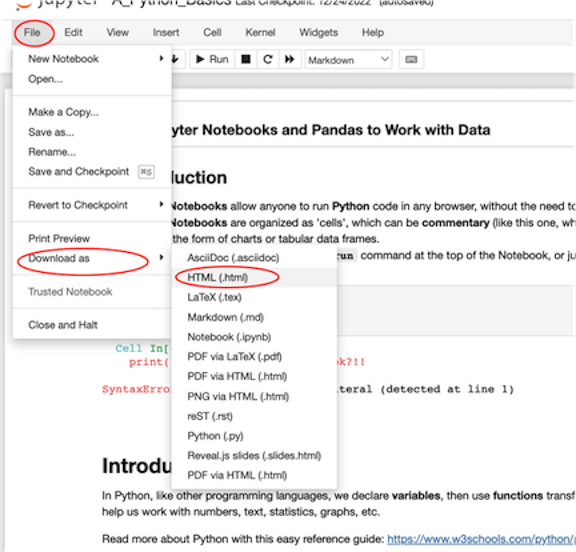 jupyter A_Python_Basics Last Checkpoint: 12/24/2022 (autosaved)
File Edit View Insert Cell Kernel Widgets Help
Run Markdown
New Notebook
Open...
Make a Copy...
Save as...
Rename...
Save and Checkpoint ⌘S
Revert to Checkpoint
Print Preview
Download as
Trusted Notebook
Close and Halt
AsciiDoc (.asciidoc)
HTML (.html)
LaTeX (.tex)
Markdown (.md)
Notebook (.ipynb)
PDF via LaTeX (.pdf)
PDF via HTML (.html)
PNG via HTML (.html)
reST (.rst)
Python (.py)
Reveal.js slides (.slides.html)
PDF via HTML (.html)
yter Notebooks and Pandas to Work with Data
duction
Notebooks allow anyone to run Python code in any browser, without the need to
Notebooks are organized as 'cells', which can be commentary (like this one, wh
the form of charts or tabular data frames.
run command at the top of the Notebook, or ju
Cell In[
print( k?!!
SyntaxErro teral (detected at line 1)
Introdu
In Python, like other programming languages, we declare variables, then use functions transf
help us work with numbers, text, statistics, graphs, etc.
Read more about Python with this easy reference guide: https://www.w3schools.com/python/p